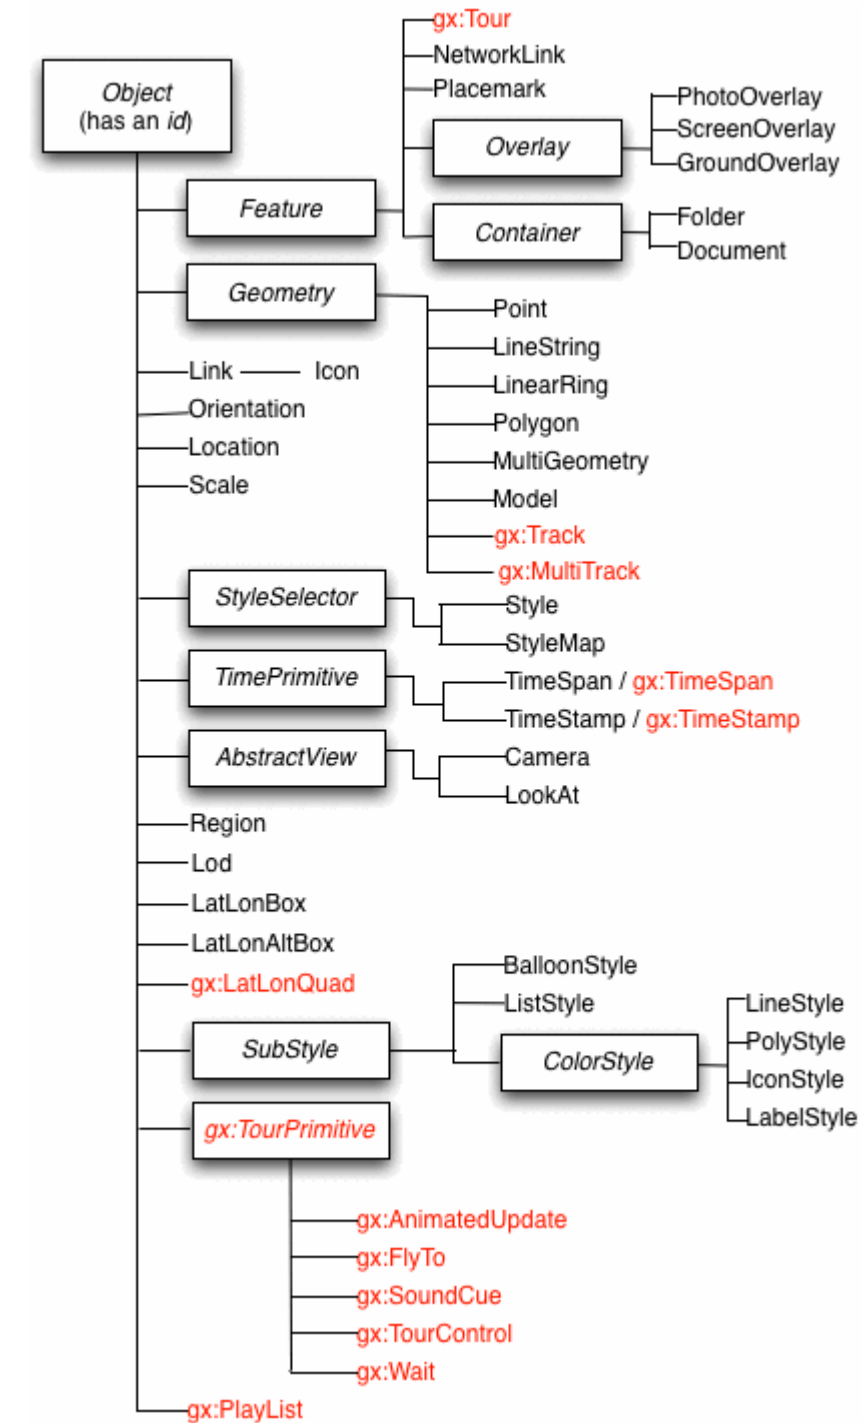 gx:Tour
NetworkLink
Placemark
Object
(has an id)
Overlay
PhotoOverlay
ScreenOverlay
GroundOverlay
Feature
Container
Folder
Document
Geometry
Point
LineString
LinearRing
Polygon
MultiGeometry
Model
gx:Track
gx:MultiTrack
Link
Icon
Orientation
Location
Scale
StyleSelector
Style
StyleMap
TimePrimitive
TimeSpan / gx:TimeSpan
TimeStamp / gx:TimeStamp
AbstractView
Camera
LookAt
Region
Lod
LatLonBox
LatLonAltBox
gx:LatLonQuad
SubStyle
BalloonStyle
ListStyle
ColorStyle
LineStyle
PolyStyle
IconStyle
LabelStyle
gx:TourPrimitive
gx:AnimatedUpdate
gx:FlyTo
gx:SoundCue
gx:TourControl
gx:Wait
gx:PlayList